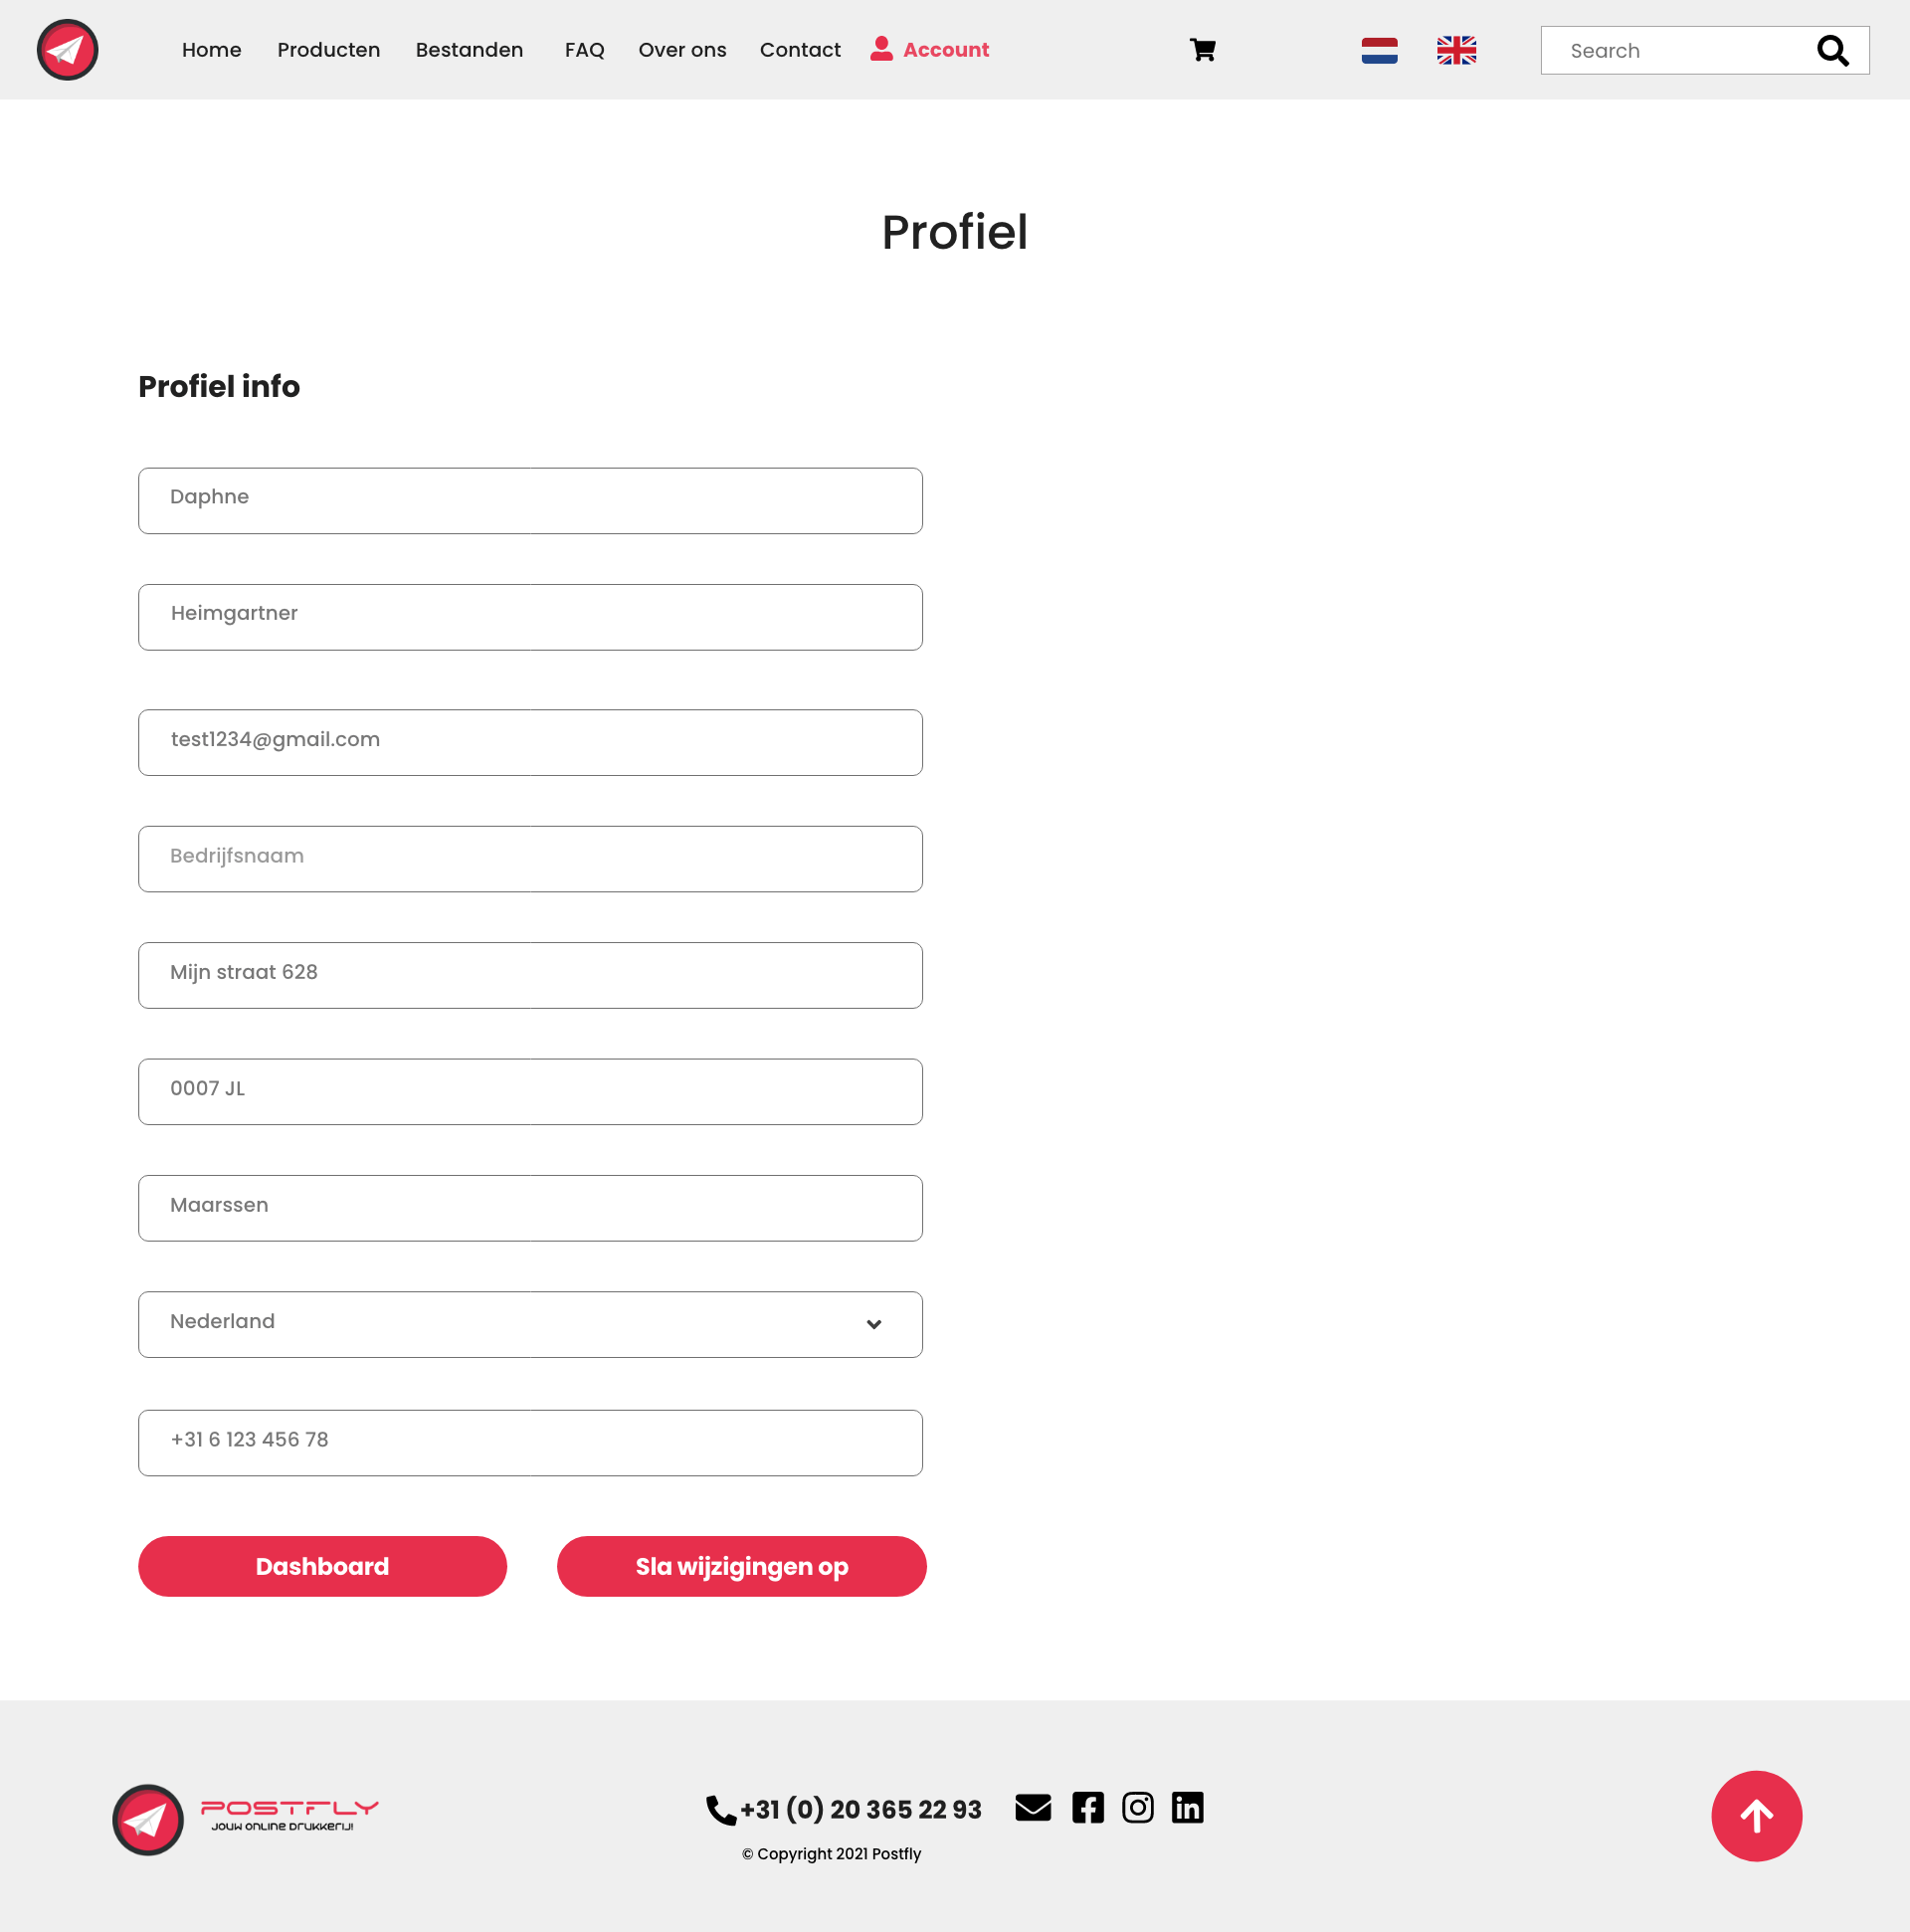 Home Producten Bestanden FAQ Over ons Contact Account Search
Profiel
Profiel info
Daphne
Heimgartner
test1234@gmail.com
Bedrijfsnaam
Mijn straat 628
0007 JL
Maarssen
Nederland
+31 6 123 456 78
Dashboard Sla wijzigingen op
POSTFLY
JOUW ONLINE DRUKKERIJ!
+31 (0) 20 365 22 93
© Copyright 2021 Postfly